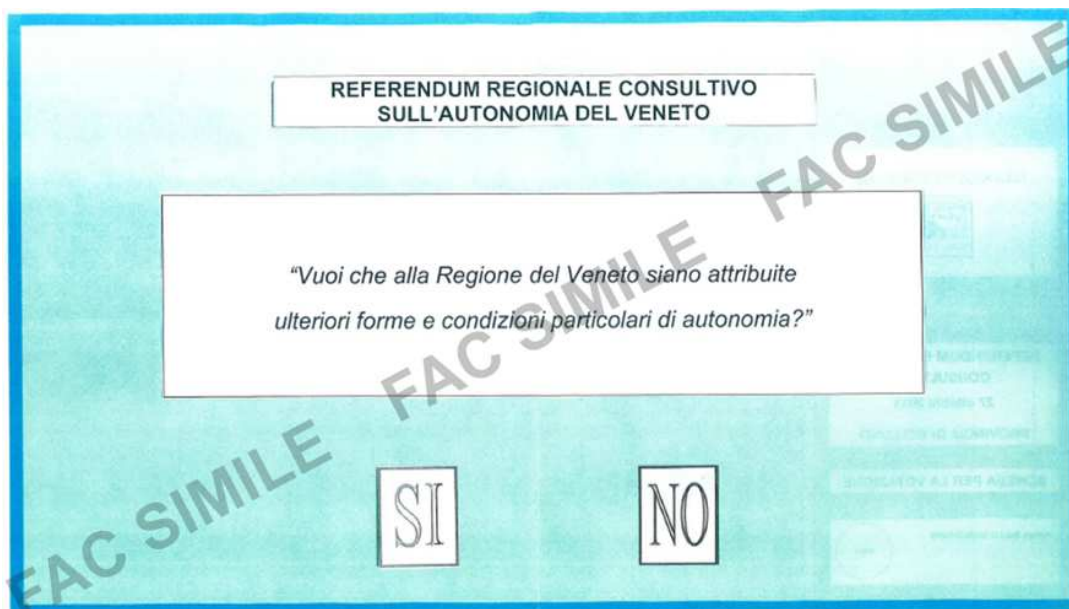 REFERENDUM REGIONALE CONSULTIVO
SULL'AUTONOMIA DEL VENETO
“Vuoi che alla Regione del Veneto siano attribuite
ulteriori forme e condizioni particolari di autonomia?”
SI
NO
FAC SIMILE FAC SIMILE FAC SIMILE